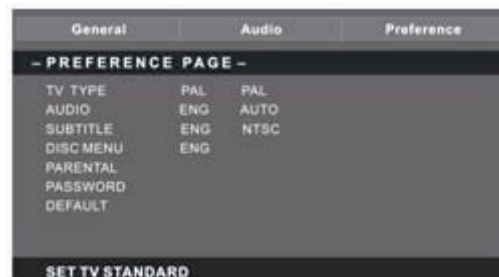 General Audio Preference
– PREFERENCE PAGE –
TV TYPE PAL PAL
AUDIO ENG AUTO
SUBTITLE ENG NTSC
DISC MENU ENG
PARENTAL
PASSWORD
DEFAULT
SET TV STANDARD